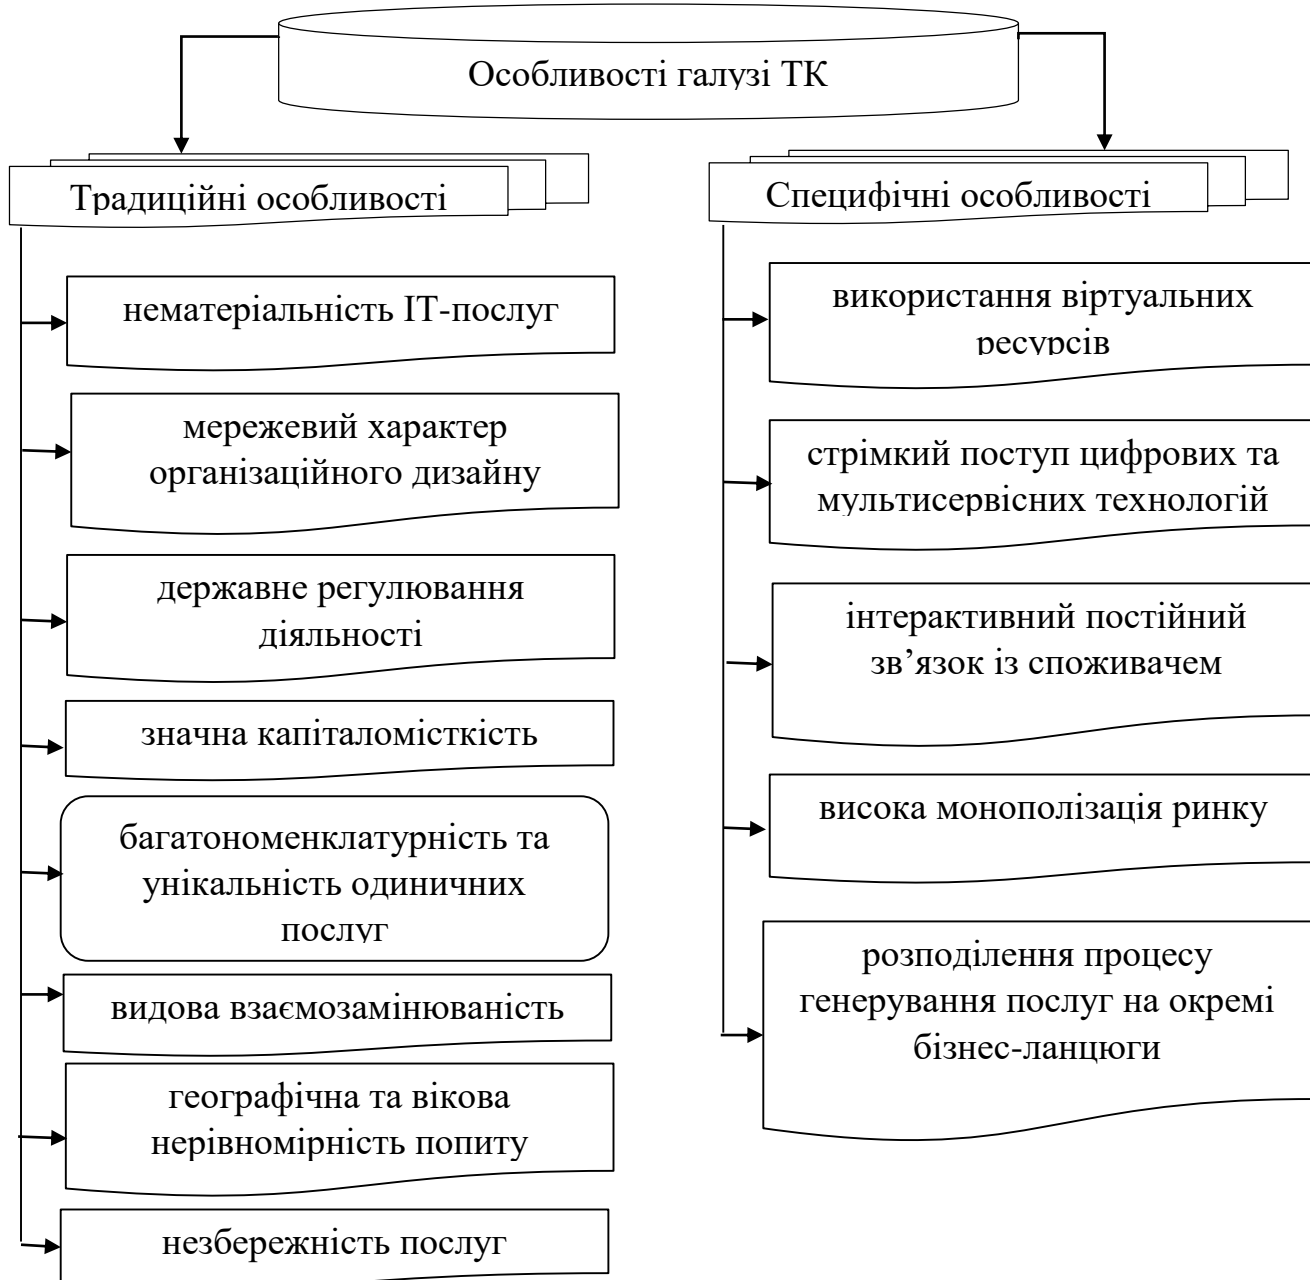 Особливості галузі ТК
Традиційні особливості
нематеріальність ІТ-послуг
мережевий характер
організаційного дизайну
державне регулювання
діяльності
значна капіталомісткість
багатономенклатурність та
унікальність одиничних
послуг
видова взаємозамінюваність
географічна та вікова
нерівномірність попиту
незбережність послуг
Специфічні особливості
використання віртуальних
ресурсів
стрімкий поступ цифрових та
мультисервісних технологій
інтерактивний постійний
зв’язок із споживачем
висока монополізація ринку
розподілення процесу
генерування послуг на окремі
бізнес-ланцюги